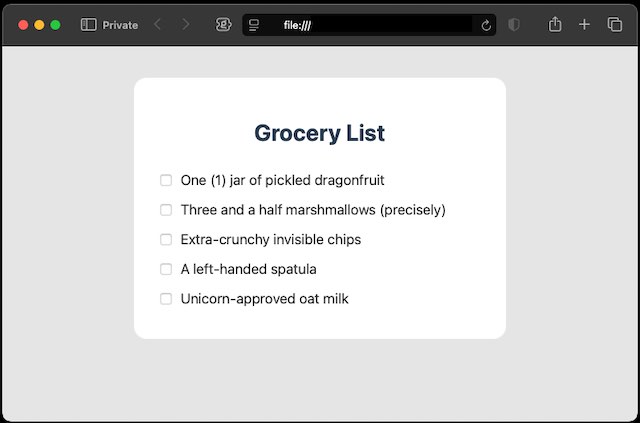 Private
file:///
Grocery List
One (1) jar of pickled dragonfruit
Three and a half marshmallows (precisely)
Extra-crunchy invisible chips
A left-handed spatula
Unicorn-approved oat milk